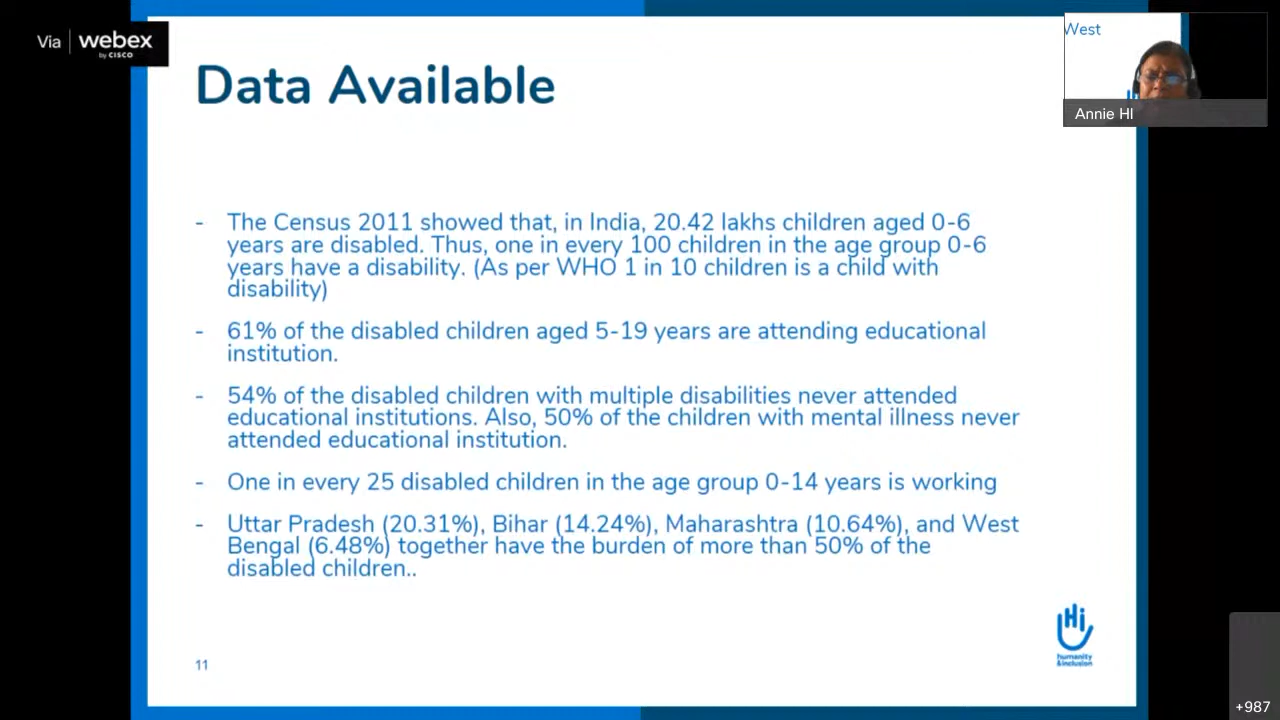 Via webex
by CISCO
West
Annie HI
Data Available
- The Census 2011 showed that, in India, 20.42 lakhs children aged 0-6
years are disabled. Thus, one in every 100 children in the age group 0-6
years have a disability. (As per WHO 1 in 10 children is a child with
disability)
- 61% of the disabled children aged 5-19 years are attending educational
institution.
- 54% of the disabled children with multiple disabilities never attended
educational institutions. Also, 50% of the children with mental illness never
attended educational institution.
- One in every 25 disabled children in the age group 0-14 years is working
- Uttar Pradesh (20.31%), Bihar (14.24%), Maharashtra (10.64%), and West
Bengal (6.48%) together have the burden of more than 50% of the
disabled children..
Hi
humanity
&inclusion
11
+987